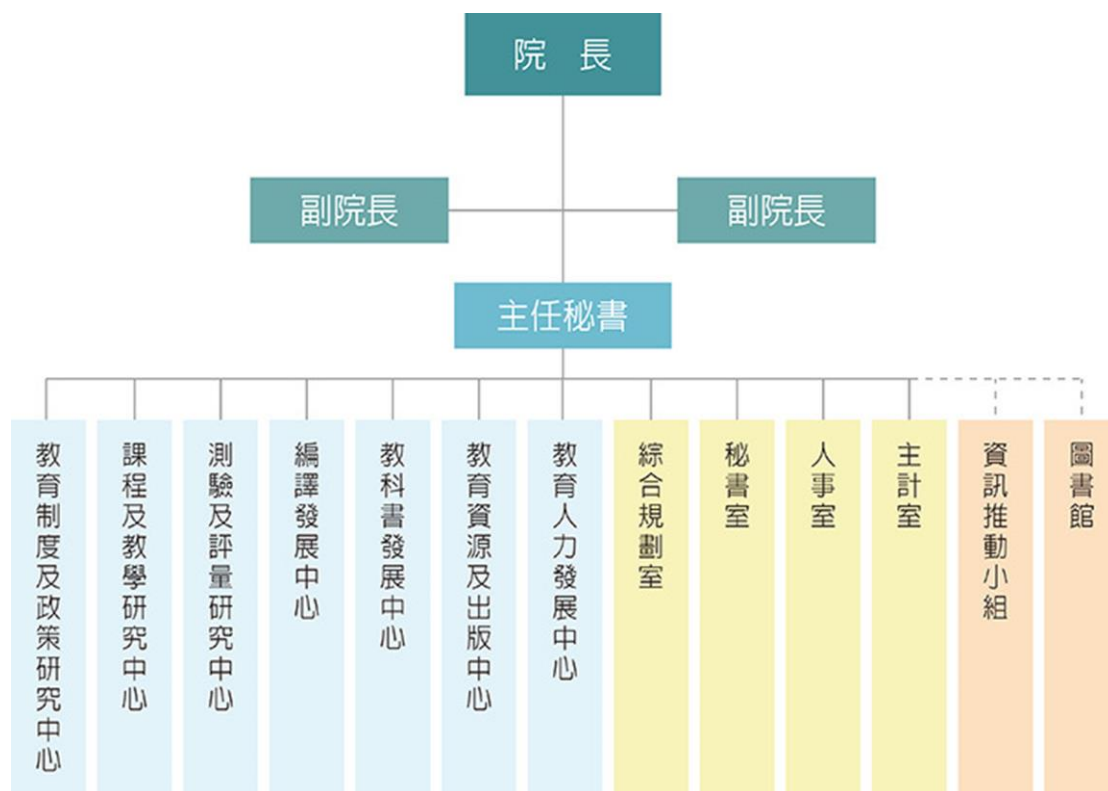 院 長
副院長
副院長
主任秘書
教育制度及政策研究中心
課程及教學研究中心
測驗及評量研究中心
編譯發展中心
教科書發展中心
教育資源及出版中心
教育人力發展中心
綜合規劃室
秘書室
人事室
主計室
資訊推動小組
圖書館